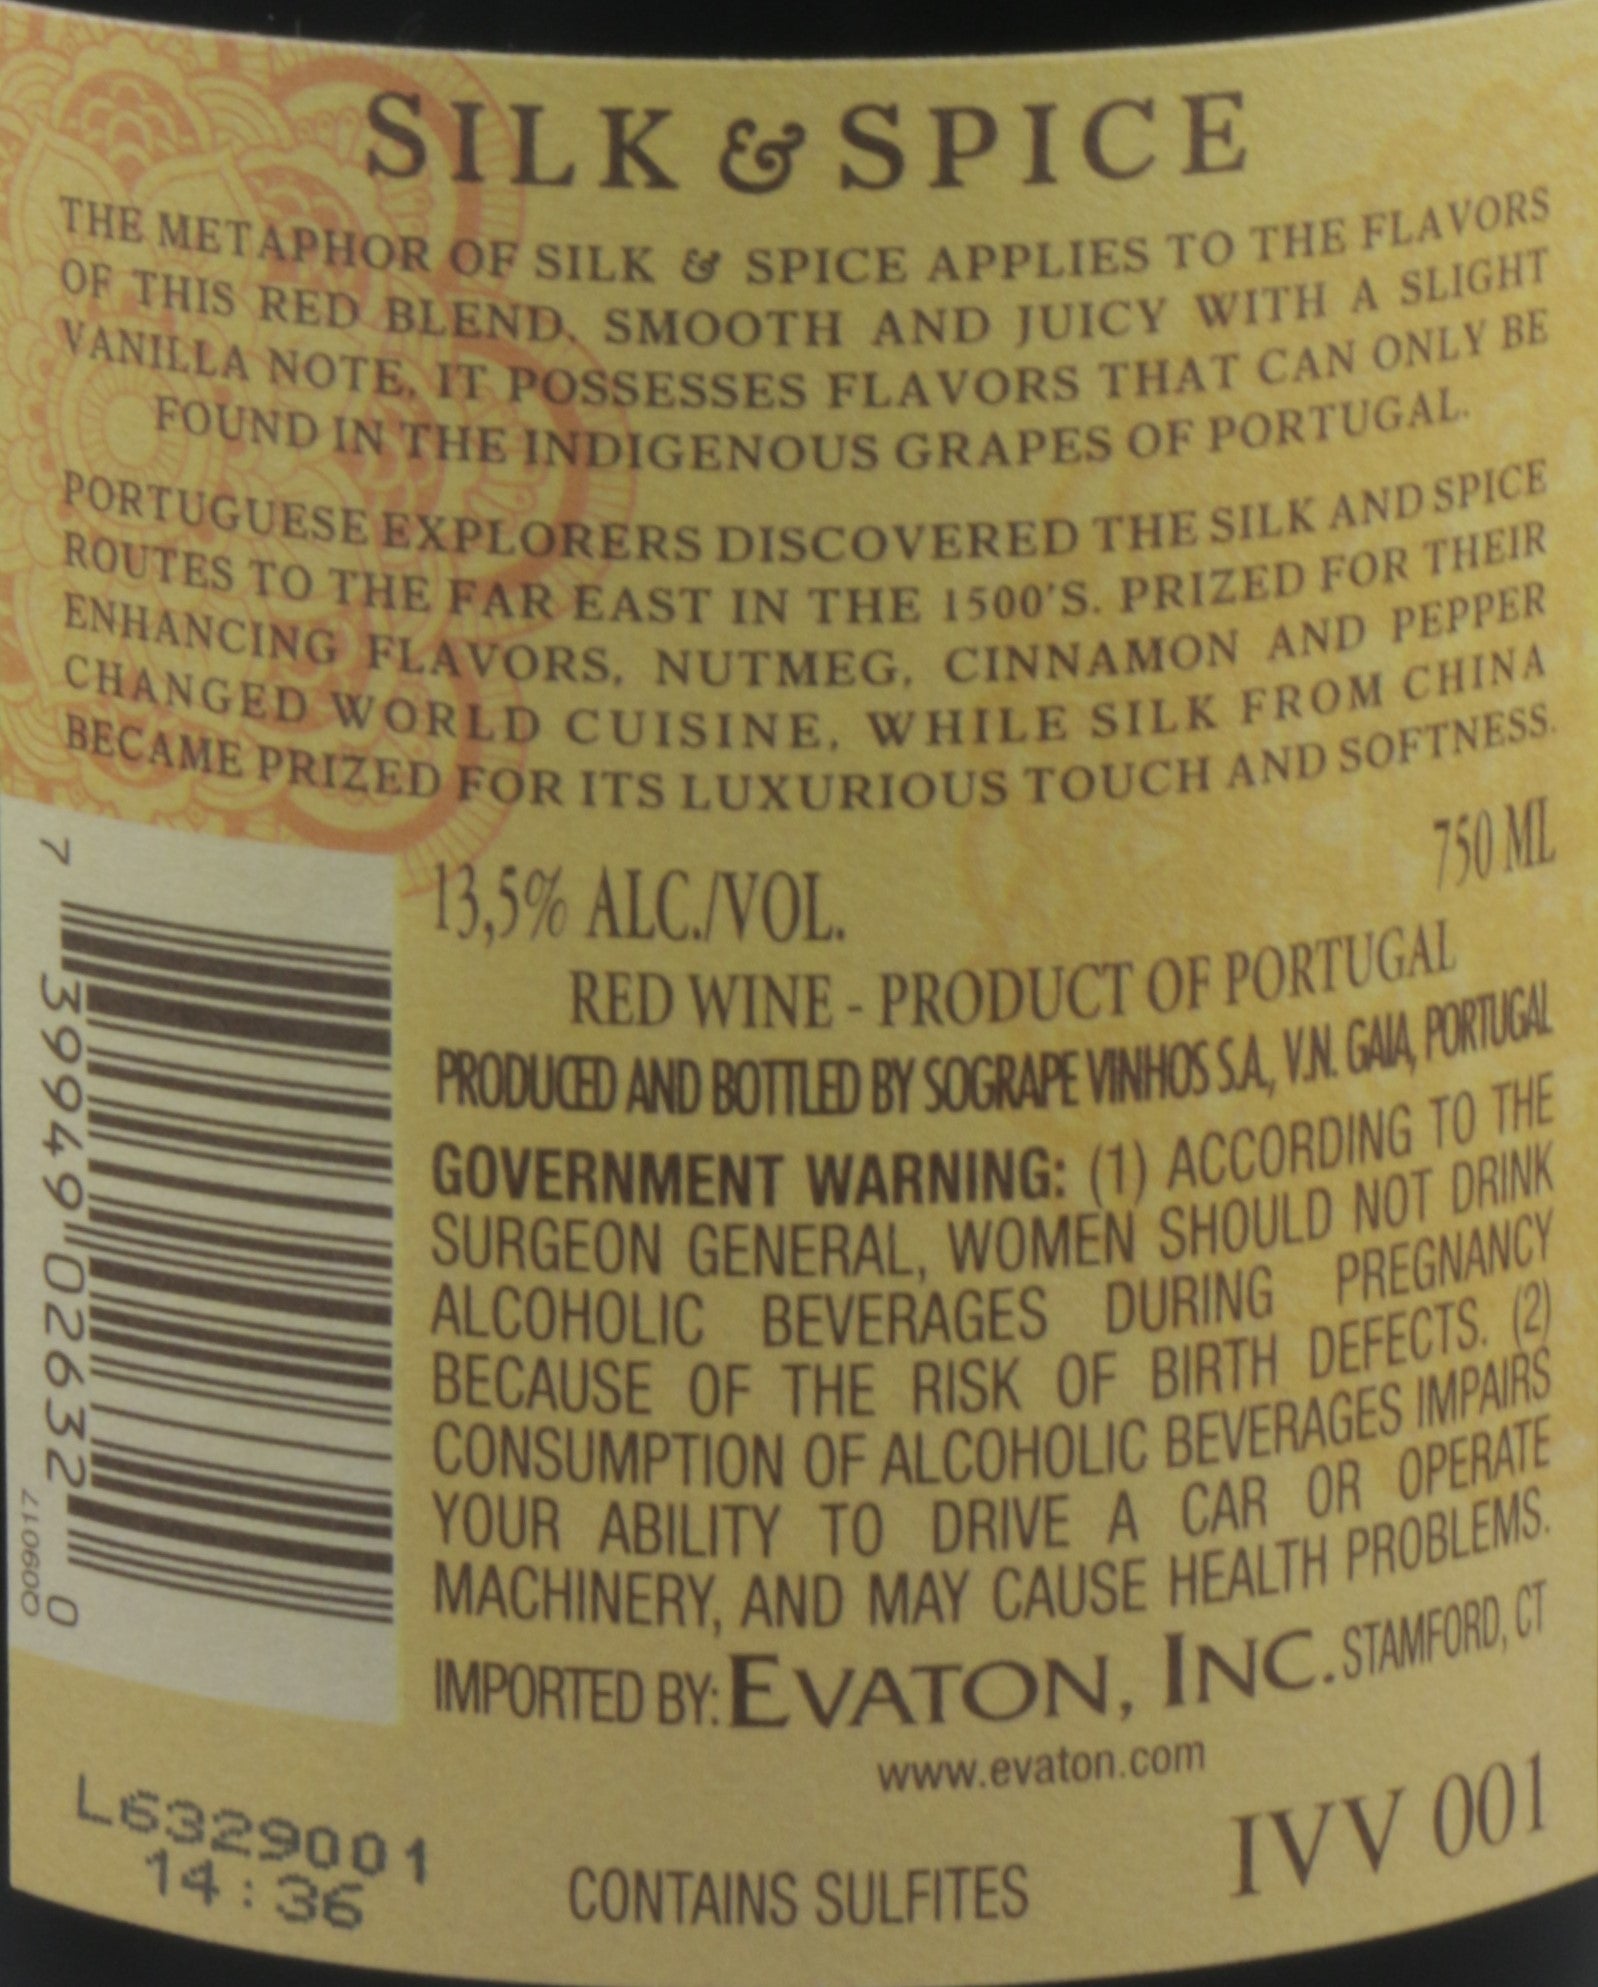 SILK & SPICE
THE METAPHOR OF SILK & SPICE APPLIES TO THE FLAVORS
OF THIS RED BLEND. SMOOTH AND JUICY WITH A SLIGHT
VANILLA NOTE, IT POSSESSES FLAVORS THAT CAN ONLY BE
FOUND IN THE INDIGENOUS GRAPES OF PORTUGAL.
PORTUGUESE EXPLORERS DISCOVERED THE SILK AND SPICE
ROUTES TO THE FAR EAST IN THE 1500'S. PRIZED FOR THEIR
ENHANCING FLAVORS, NUTMEG, CINNAMON AND PEPPER
CHANGED WORLD CUISINE, WHILE SILK FROM CHINA
BECAME PRIZED FOR ITS LUXURIOUS TOUCH AND SOFTNESS.
13,5% ALC./VOL. 750 ML
RED WINE - PRODUCT OF PORTUGAL
PRODUCED AND BOTTLED BY SOGRAPE VINHOS S.A., V.N. GAIA, PORTUGAL
GOVERNMENT WARNING: (1) ACCORDING TO THE
SURGEON GENERAL, WOMEN SHOULD NOT DRINK
ALCOHOLIC BEVERAGES DURING PREGNANCY
BECAUSE OF THE RISK OF BIRTH DEFECTS. (2)
CONSUMPTION OF ALCOHOLIC BEVERAGES IMPAIRS
YOUR ABILITY TO DRIVE A CAR OR OPERATE
MACHINERY, AND MAY CAUSE HEALTH PROBLEMS.
IMPORTED BY: EVATON, INC. STAMFORD, CT
www.evaton.com
7 39949 02632 0
Q09017
L6329001
14:36
CONTAINS SULFITES
IVV 001